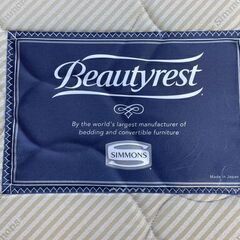 Beautyrest
By the world's largest manufacturer of
bedding and convertible furniture
SIMMONS
Made in Japan